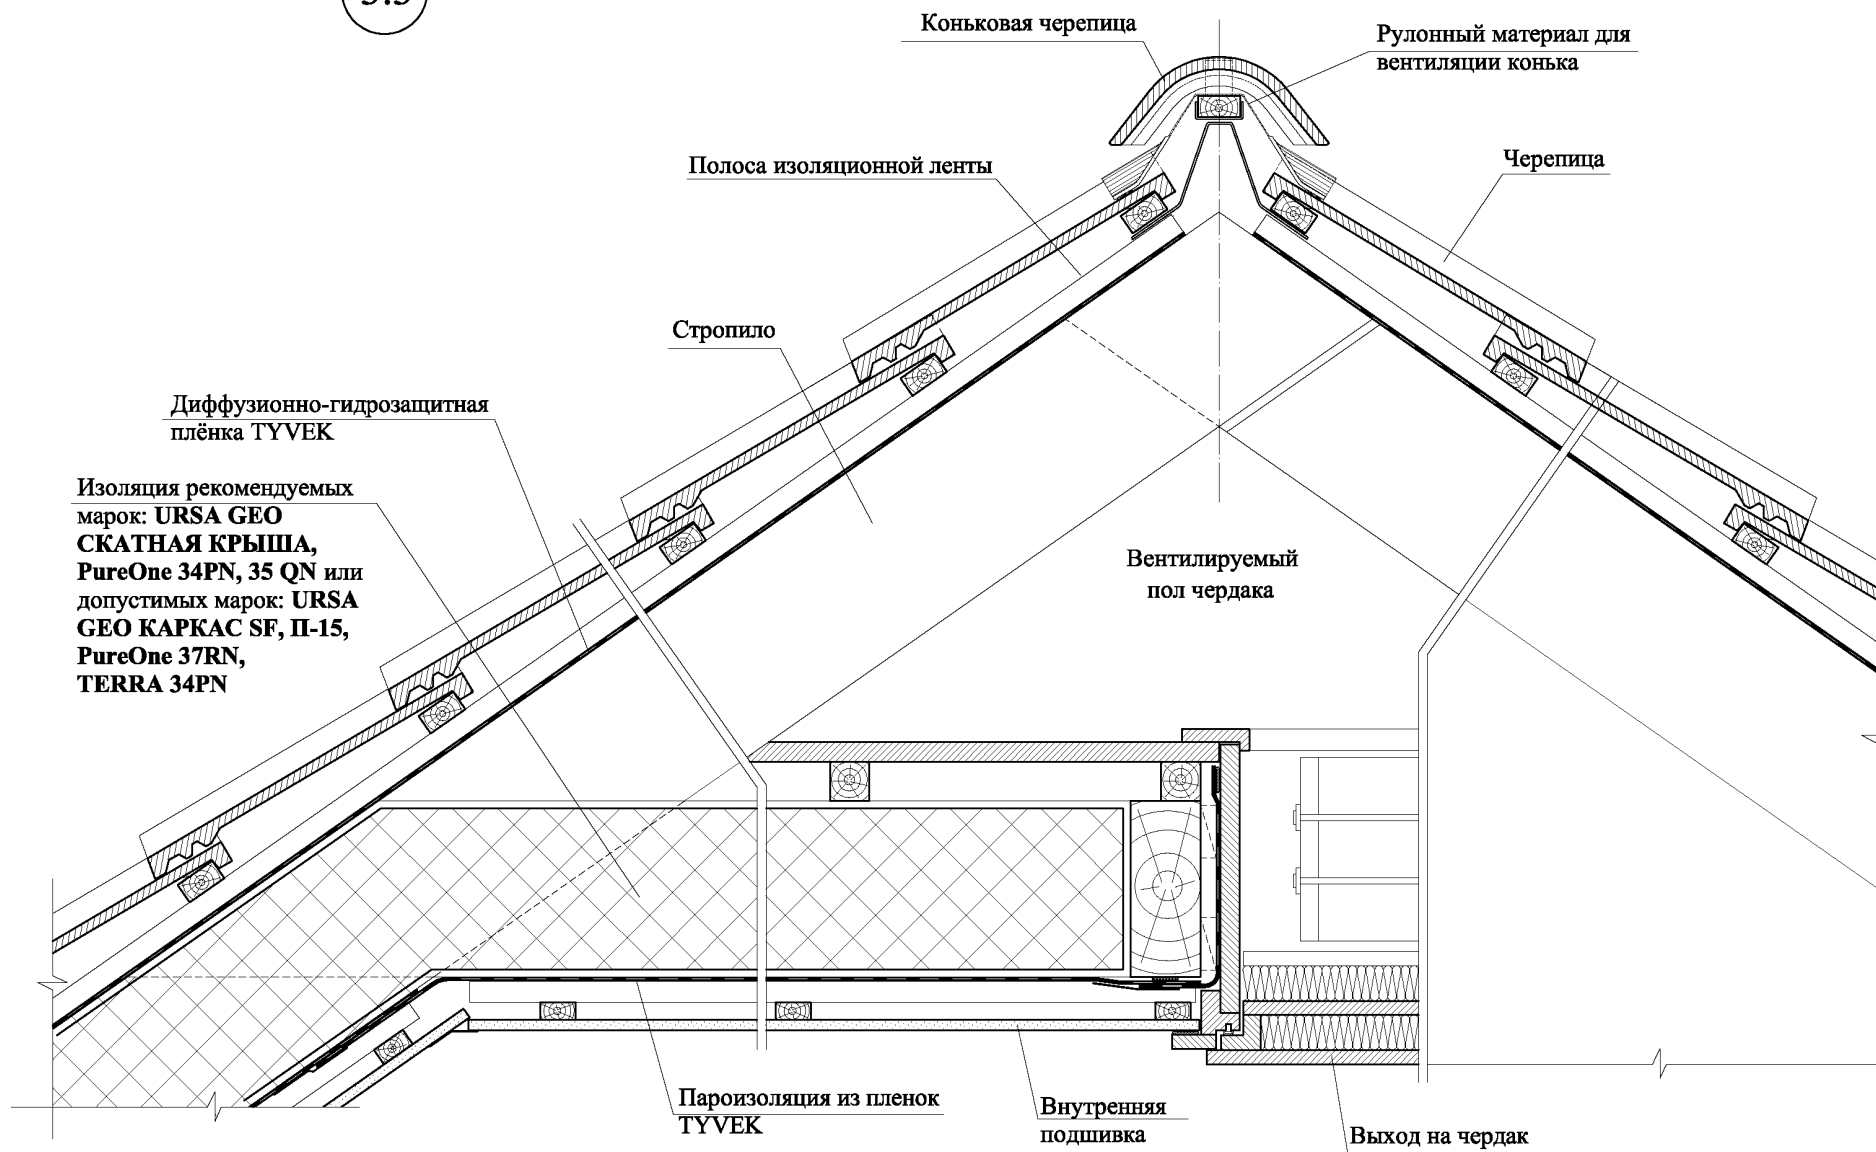 Коньковая черепица
Рулонный материал для
вентиляции конька
Полоса изоляционной ленты
Черепица
Стропило
Диффузионно-гидрозащитная
плёнка TYVEK
Изоляция рекомендуемых
марок: URSA GEO
СКАТНАЯ КРЫША,
PureOne 34PN, 35 QN или
допустимых марок: URSA
GEO КАРКАС SF, П-15,
PureOne 37RN,
TERRA 34PN
Вентилируемый
пол чердака
Пароизоляция из пленок
TYVEK
Внутренняя
подшивка
Выход на чердак